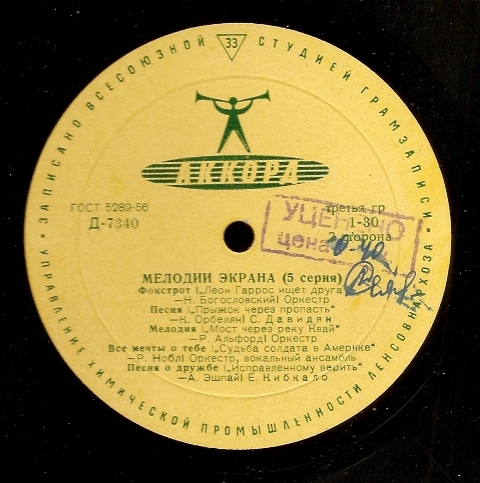 • ЗАПИСАНО ВСЕСОЮЗНОЙ СТУДИЕЙ ГРАМЗАПИСИ •
33
АККОРД
ГОСТ 5289-56
Д-7340
третья гр
1-30
2 сторона
УЦЕНЕНО
цена
МЕЛОДИИ ЭКРАНА (5 серия)
Фокстрот („Леон Гаррос ищет друга")
—Н. Богословский) Оркестр
Песня („Прыжок через пропасть"
—К. Орбелян) С. Давидян
Мелодия („Мост через реку Квай"
—Р. Альфорд) Оркестр
Все мечты о тебе („Судьба солдата в Америке"
—Р. Нобл) Оркестр, вокальный ансамбль
Песня о дружбе („Исправленному верить"
—А. Эшпай) Е. Кибкало
УПРАВЛЕНИЕ ХИМИЧЕСКОЙ ПРОМЫШЛЕННОСТИ ЛЕНСОВНАРХОЗА